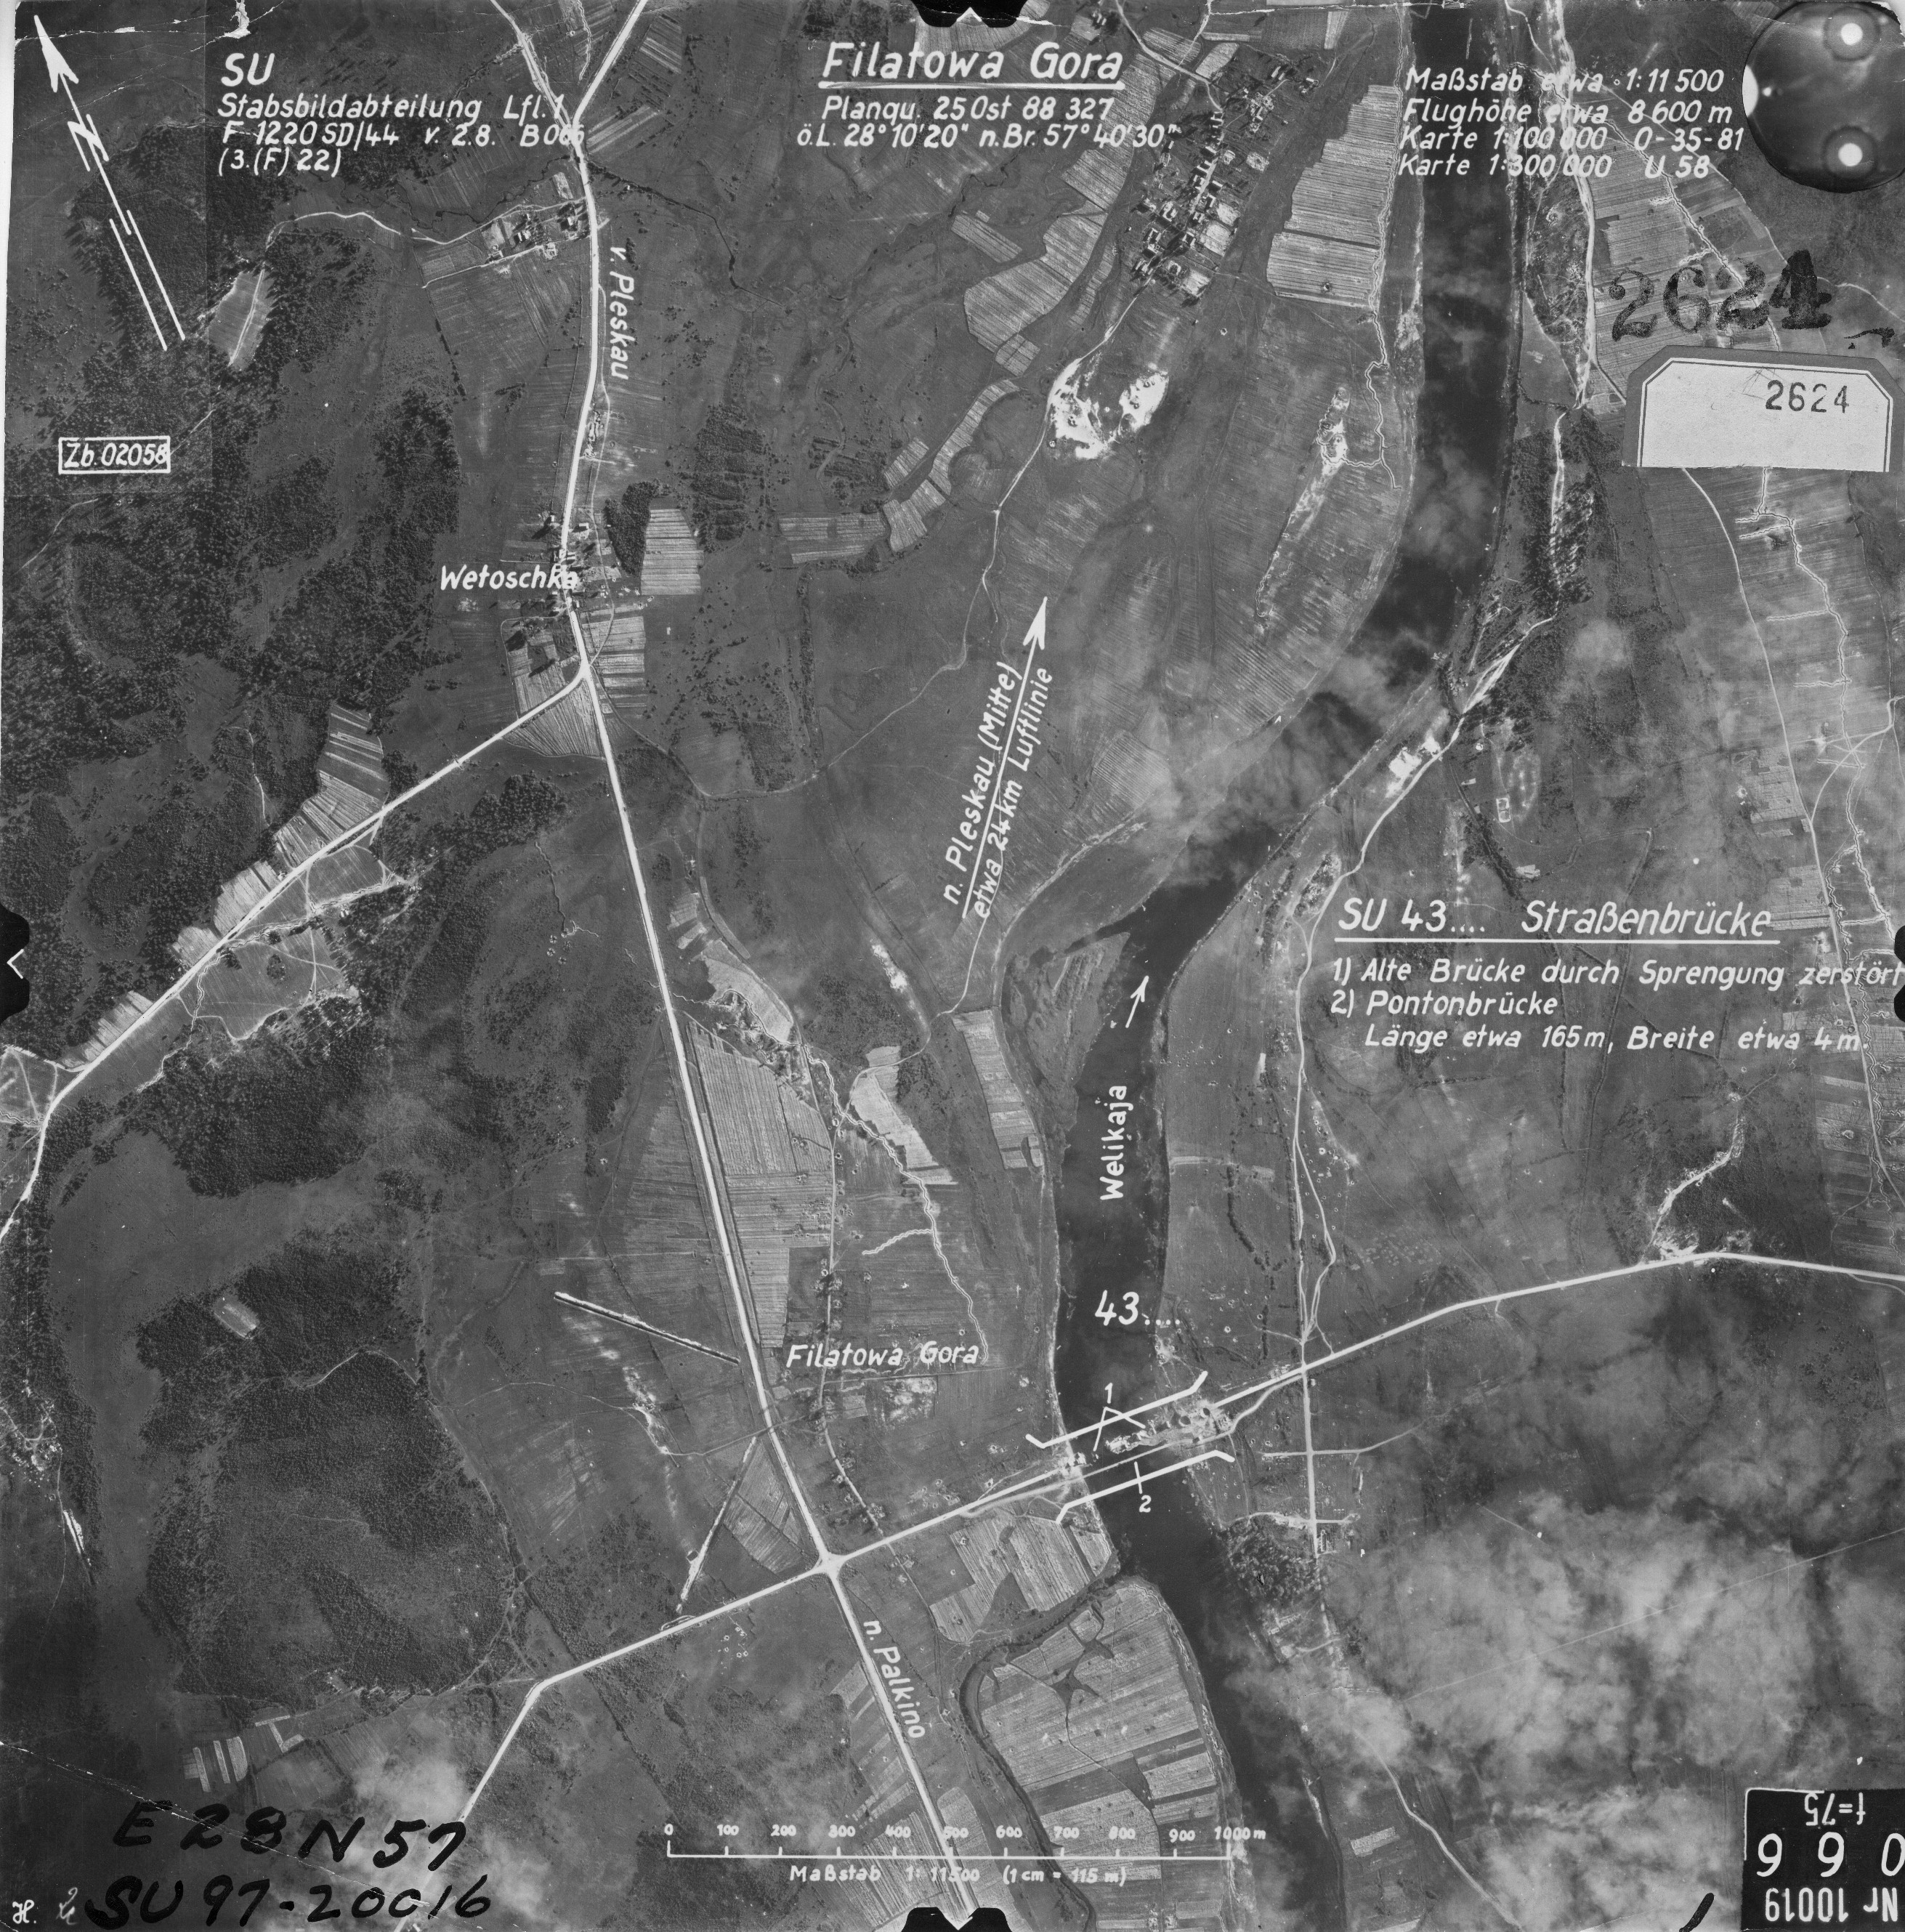 SU
Stabsbildabteilung Lfl. 1
F 1220 SD/44 v. 2.8. B 066
(3.(F) 22)
Filatowa Gora
Planqu. 25 Ost 88 327
ö.L. 28° 10' 20" n.Br. 57° 40' 30"
Maßstab etwa 1:11 500
Flughöhe etwa 8 600 m
Karte 1:100 000 O-35-81
Karte 1:300 000 U 58
N
2624
2624
v. Pleskau
Zb. 02058
Wetoschka
n. Pleskau (Mitte)
etwa 24 km Luftlinie
SU 43.... Straßenbrücke
1) Alte Brücke durch Sprengung zerstört
2) Pontonbrücke
Länge etwa 165 m, Breite etwa 4 m.
Welikaja
43....
Filatowa Gora
1
2
n. Palkino
0 100 200 300 400 500 600 700 800 900 1000 m
Maßstab 1:11500 (1 cm = 115 m)
E 28 N 57
SU 97-20016
H.
f=75
066
Nr 10019